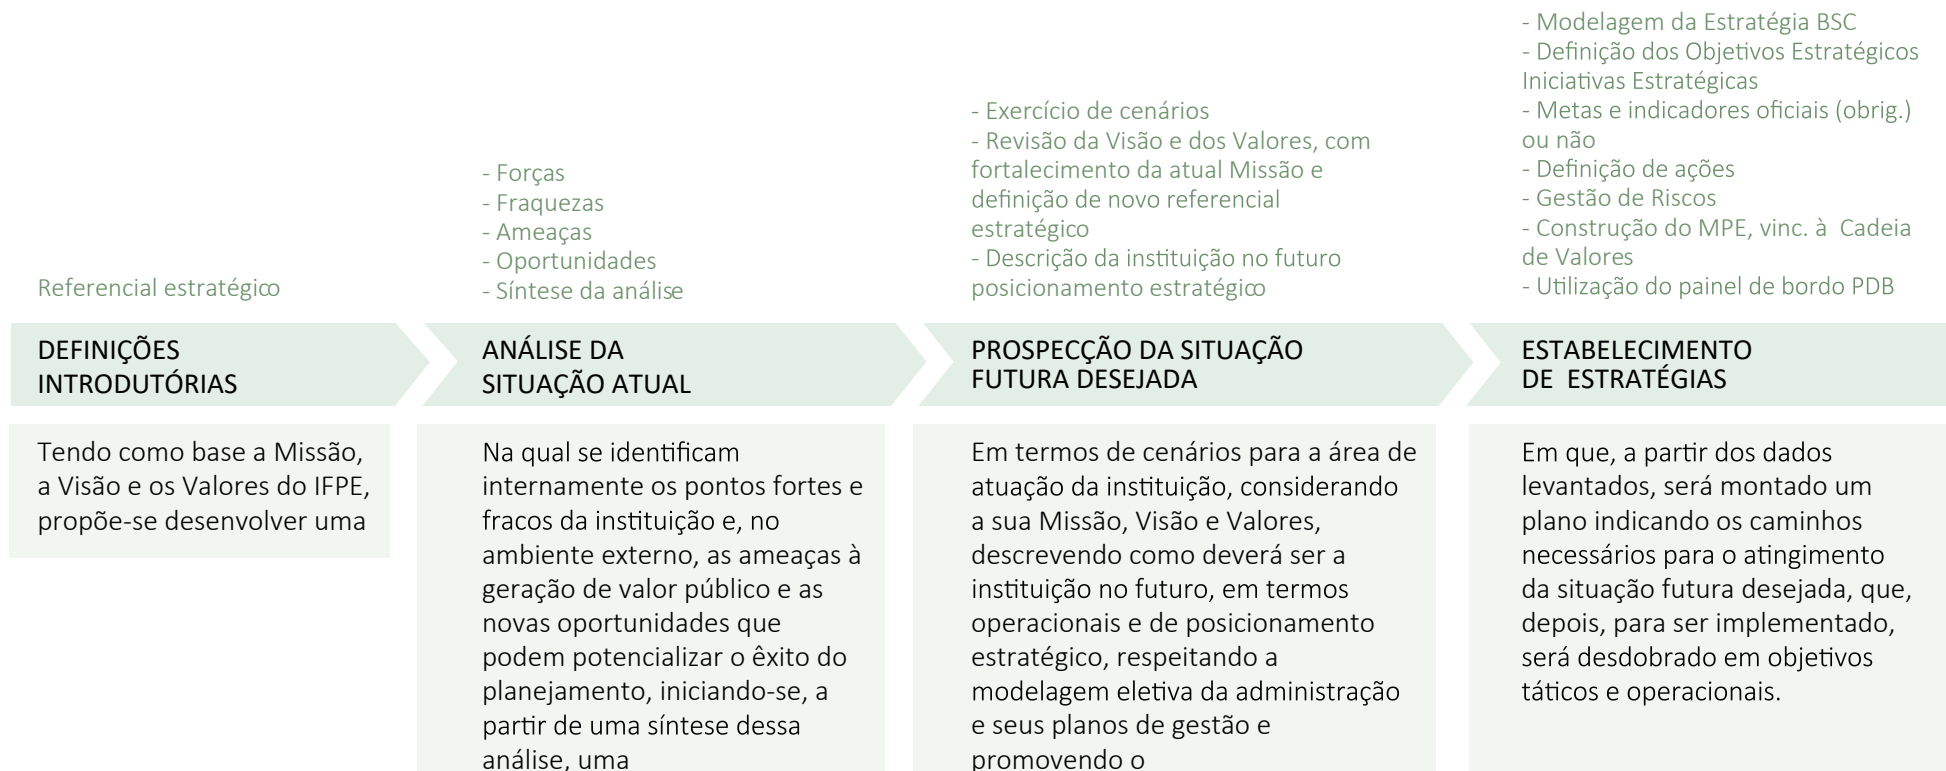 Referencial estratégico
DEFINIÇÕES
INTRODUTÓRIAS
Tendo como base a Missão,
a Visão e os Valores do IFPE,
propõe-se desenvolver uma
- Forças
- Fraquezas
- Ameaças
- Oportunidades
- Síntese da análise
ANÁLISE DA
SITUAÇÃO ATUAL
Na qual se identificam
internamente os pontos fortes e
fracos da instituição e, no
ambiente externo, as ameaças à
geração de valor público e as
novas oportunidades que
podem potencializar o êxito do
planejamento, iniciando-se, a
partir de uma síntese dessa
análise, uma
- Exercício de cenários
- Revisão da Visão e dos Valores, com
fortalecimento da atual Missão e
definição de novo referencial
estratégico
- Descrição da instituição no futuro
posicionamento estratégico
PROSPECÇÃO DA SITUAÇÃO
FUTURA DESEJADA
Em termos de cenários para a área de
atuação da instituição, considerando
a sua Missão, Visão e Valores,
descrevendo como deverá ser a
instituição no futuro, em termos
operacionais e de posicionamento
estratégico, respeitando a
modelagem eletiva da administração
e seus planos de gestão e
promovendo o
- Modelagem da Estratégia BSC
- Definição dos Objetivos Estratégicos
Iniciativas Estratégicas
- Metas e indicadores oficiais (obrig.)
ou não
- Definição de ações
- Gestão de Riscos
- Construção do MPE, vinc. à Cadeia
de Valores
- Utilização do painel de bordo PDB
ESTABELECIMENTO
DE ESTRATÉGIAS
Em que, a partir dos dados
levantados, será montado um
plano indicando os caminhos
necessários para o atingimento
da situação futura desejada, que,
depois, para ser implementado,
será desdobrado em objetivos
táticos e operacionais.